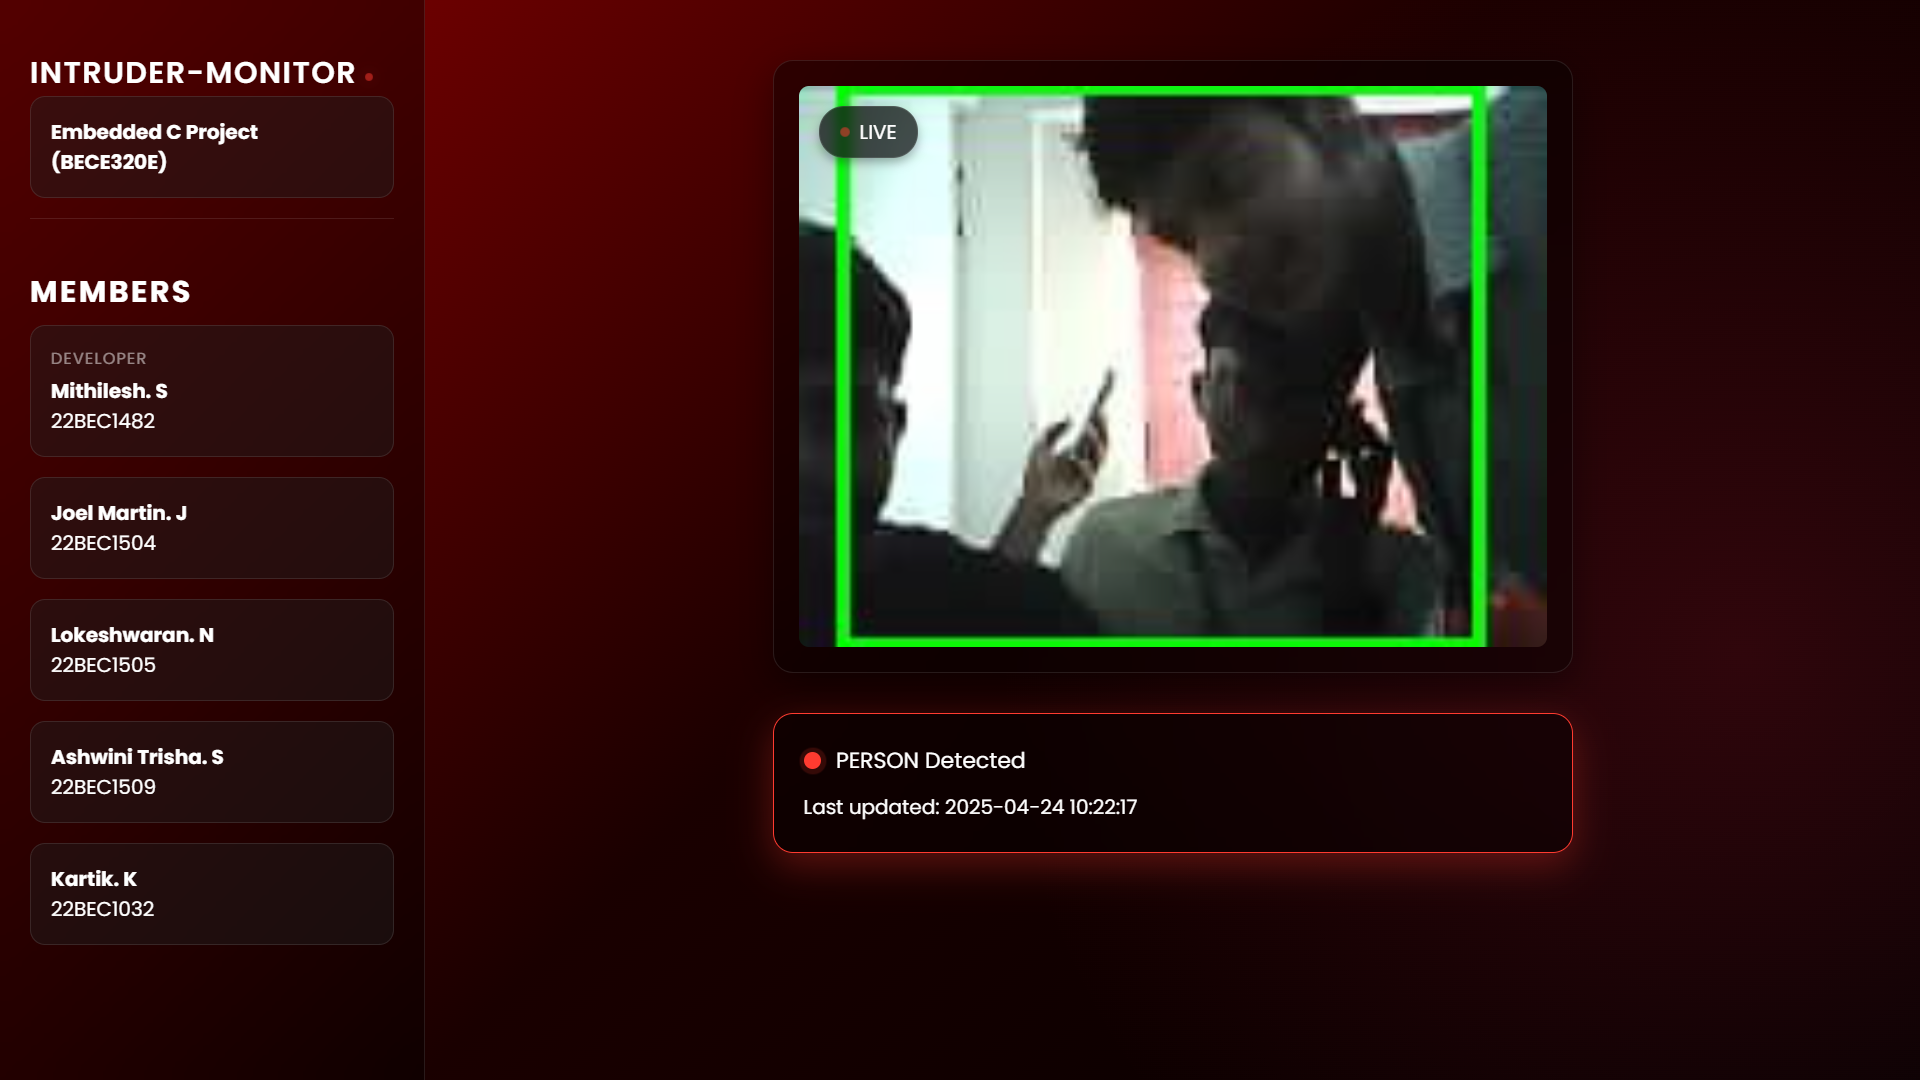 INTRUDER-MONITOR
Embedded C Project
(BECE320E)
MEMBERS
DEVELOPER
Mithilesh. S
22BEC1482
Joel Martin. J
22BEC1504
Lokeshwaran. N
22BEC1505
Ashwini Trisha. S
22BEC1509
Kartik. K
22BEC1032
LIVE
PERSON Detected
Last updated: 2025-04-24 10:22:17